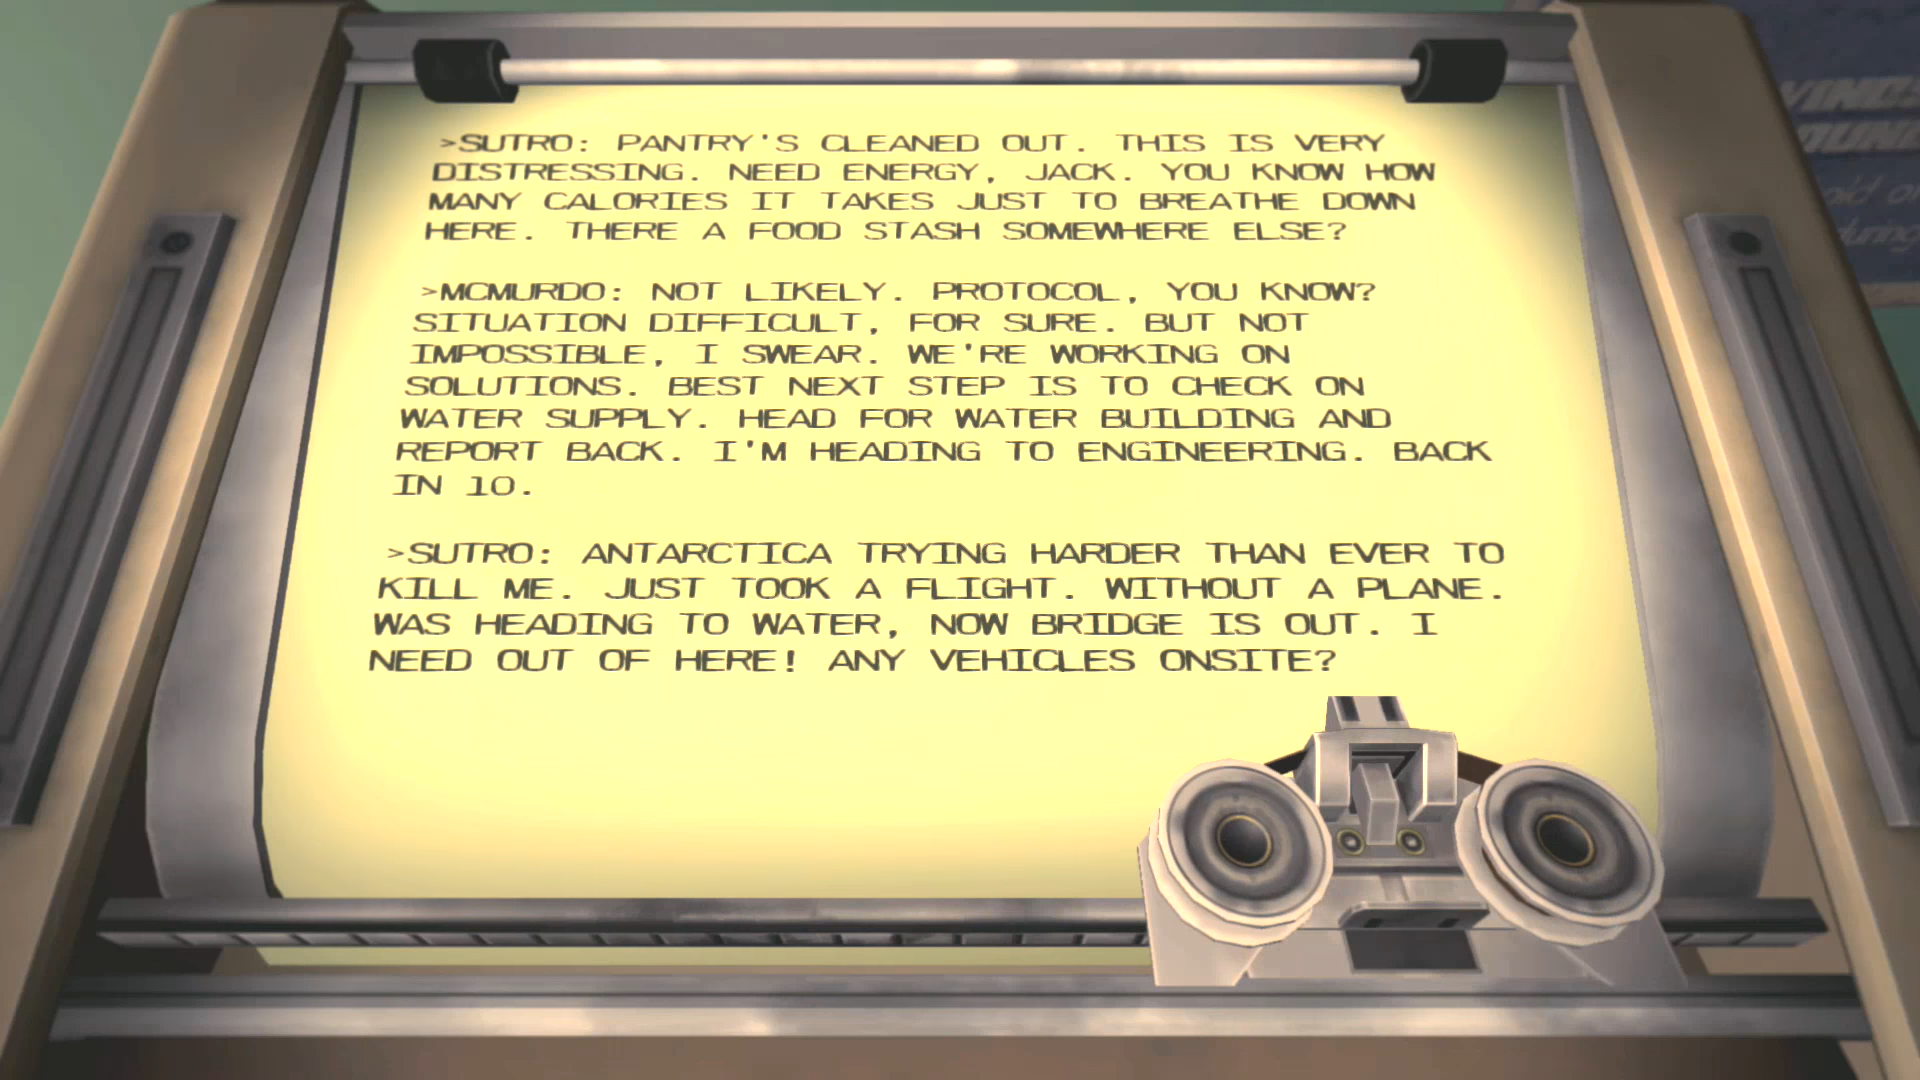 >SUTRO: PANTRY'S CLEANED OUT. THIS IS VERY
DISTRESSING. NEED ENERGY, JACK. YOU KNOW HOW
MANY CALORIES IT TAKES JUST TO BREATHE DOWN
HERE. THERE A FOOD STASH SOMEWHERE ELSE?
>MCMURDO: NOT LIKELY. PROTOCOL, YOU KNOW?
SITUATION DIFFICULT, FOR SURE. BUT NOT
IMPOSSIBLE, I SWEAR. WE'RE WORKING ON
SOLUTIONS. BEST NEXT STEP IS TO CHECK ON
WATER SUPPLY. HEAD FOR WATER BUILDING AND
REPORT BACK. I'M HEADING TO ENGINEERING. BACK
IN 10.
>SUTRO: ANTARCTICA TRYING HARDER THAN EVER TO
KILL ME. JUST TOOK A FLIGHT. WITHOUT A PLANE.
WAS HEADING TO WATER, NOW BRIDGE IS OUT. I
NEED OUT OF HERE! ANY VEHICLES ONSITE?